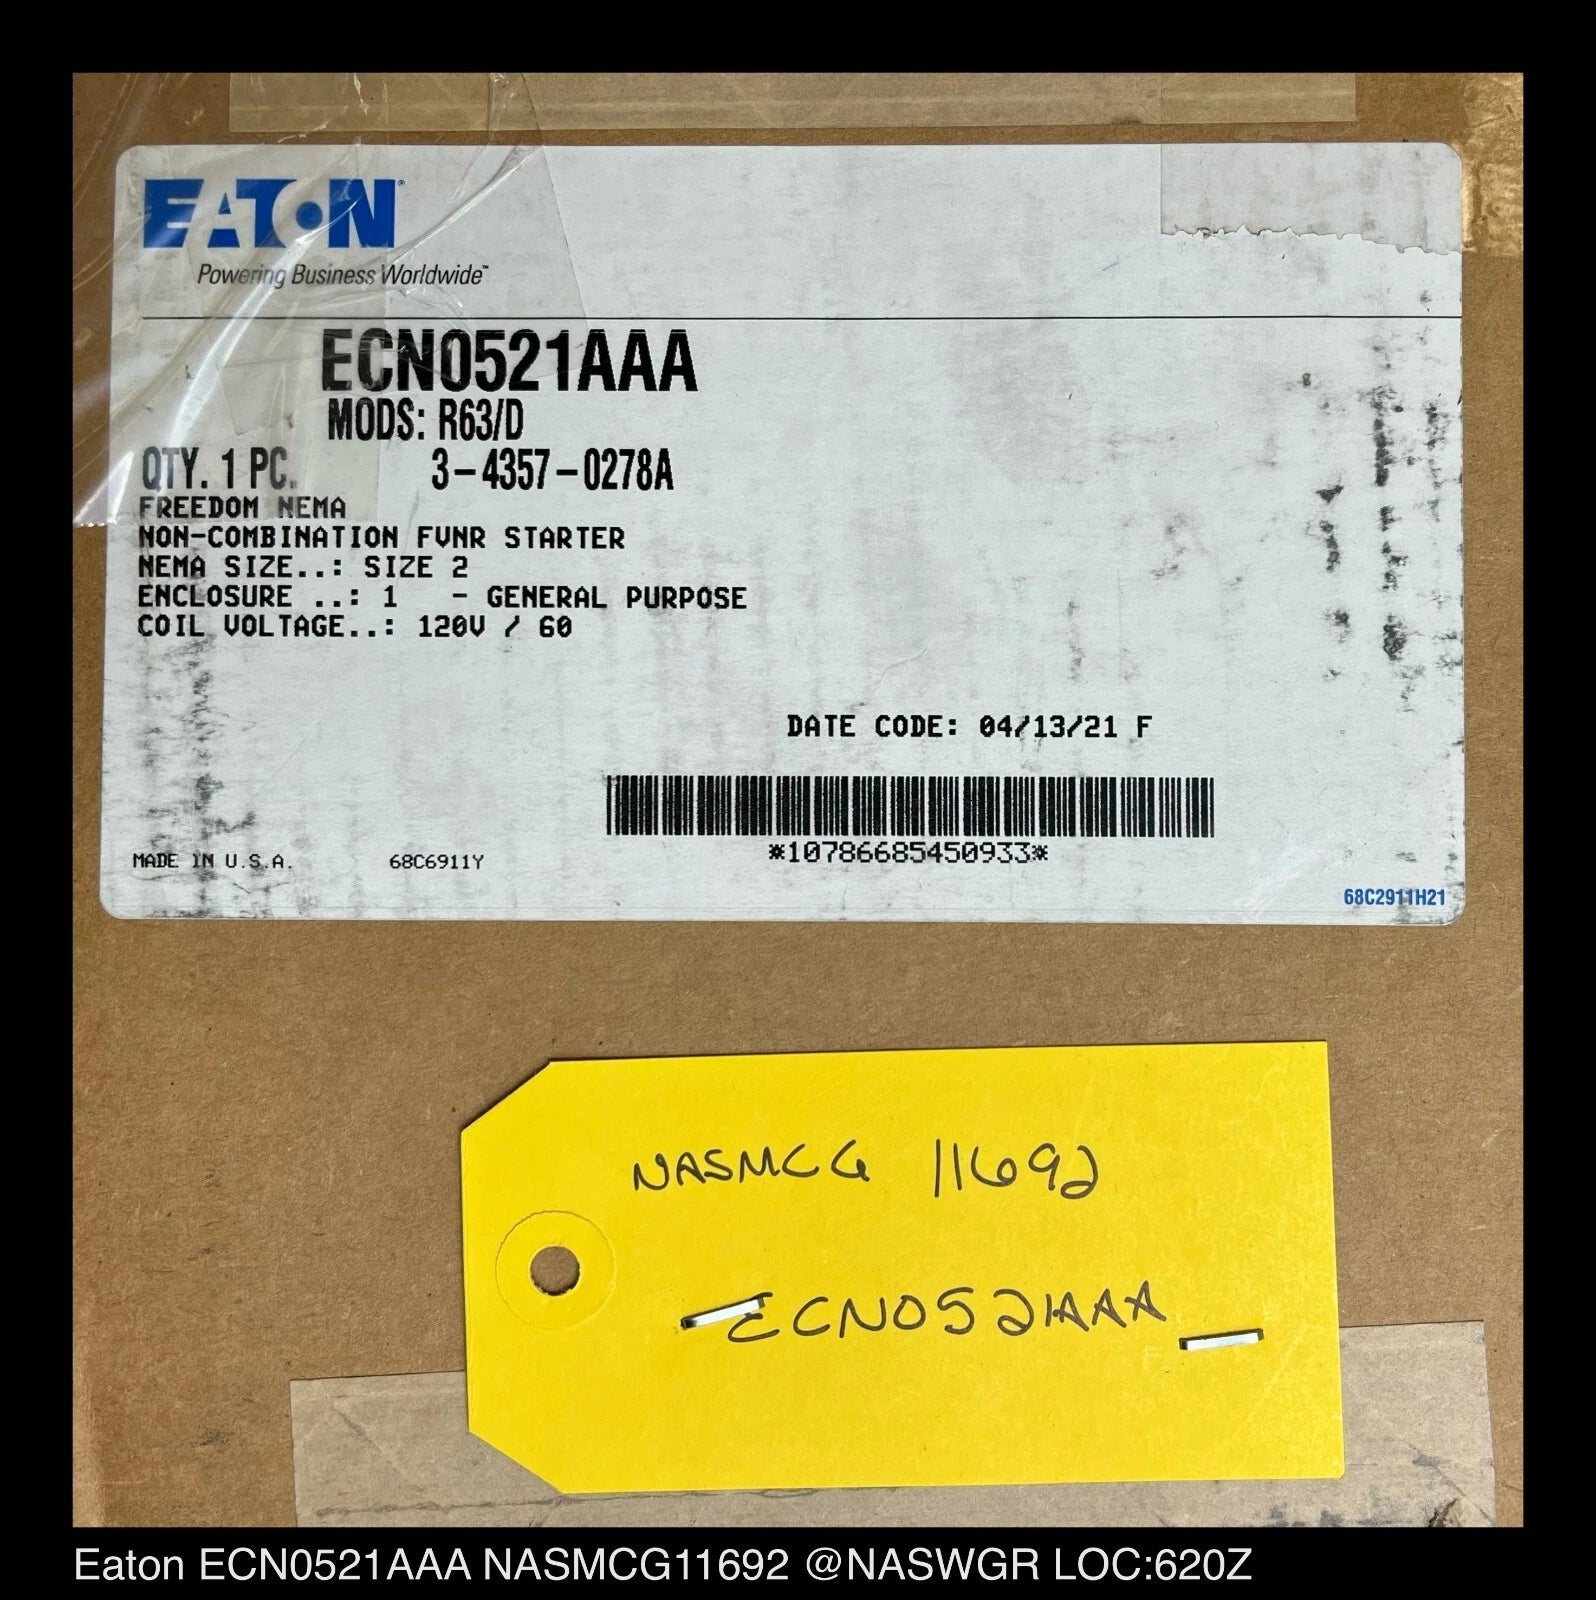 EATON®
Powering Business Worldwide™
ECN0521AAA
MODS: R63/D
QTY. 1 PC. 3-4357-0278A
FREEDOM NEMA
NON-COMBINATION FVNR STARTER
NEMA SIZE..: SIZE 2
ENCLOSURE ..: 1 - GENERAL PURPOSE
COIL VOLTAGE..: 120V / 60
DATE CODE: 04/13/21 F
*10786685450933*
MADE IN U.S.A. 68C6911Y
68C2911H21
NASMCG 11692
ECN0521AAA
Eaton ECN0521AAA NASMCG11692 @NASWGR LOC:620Z